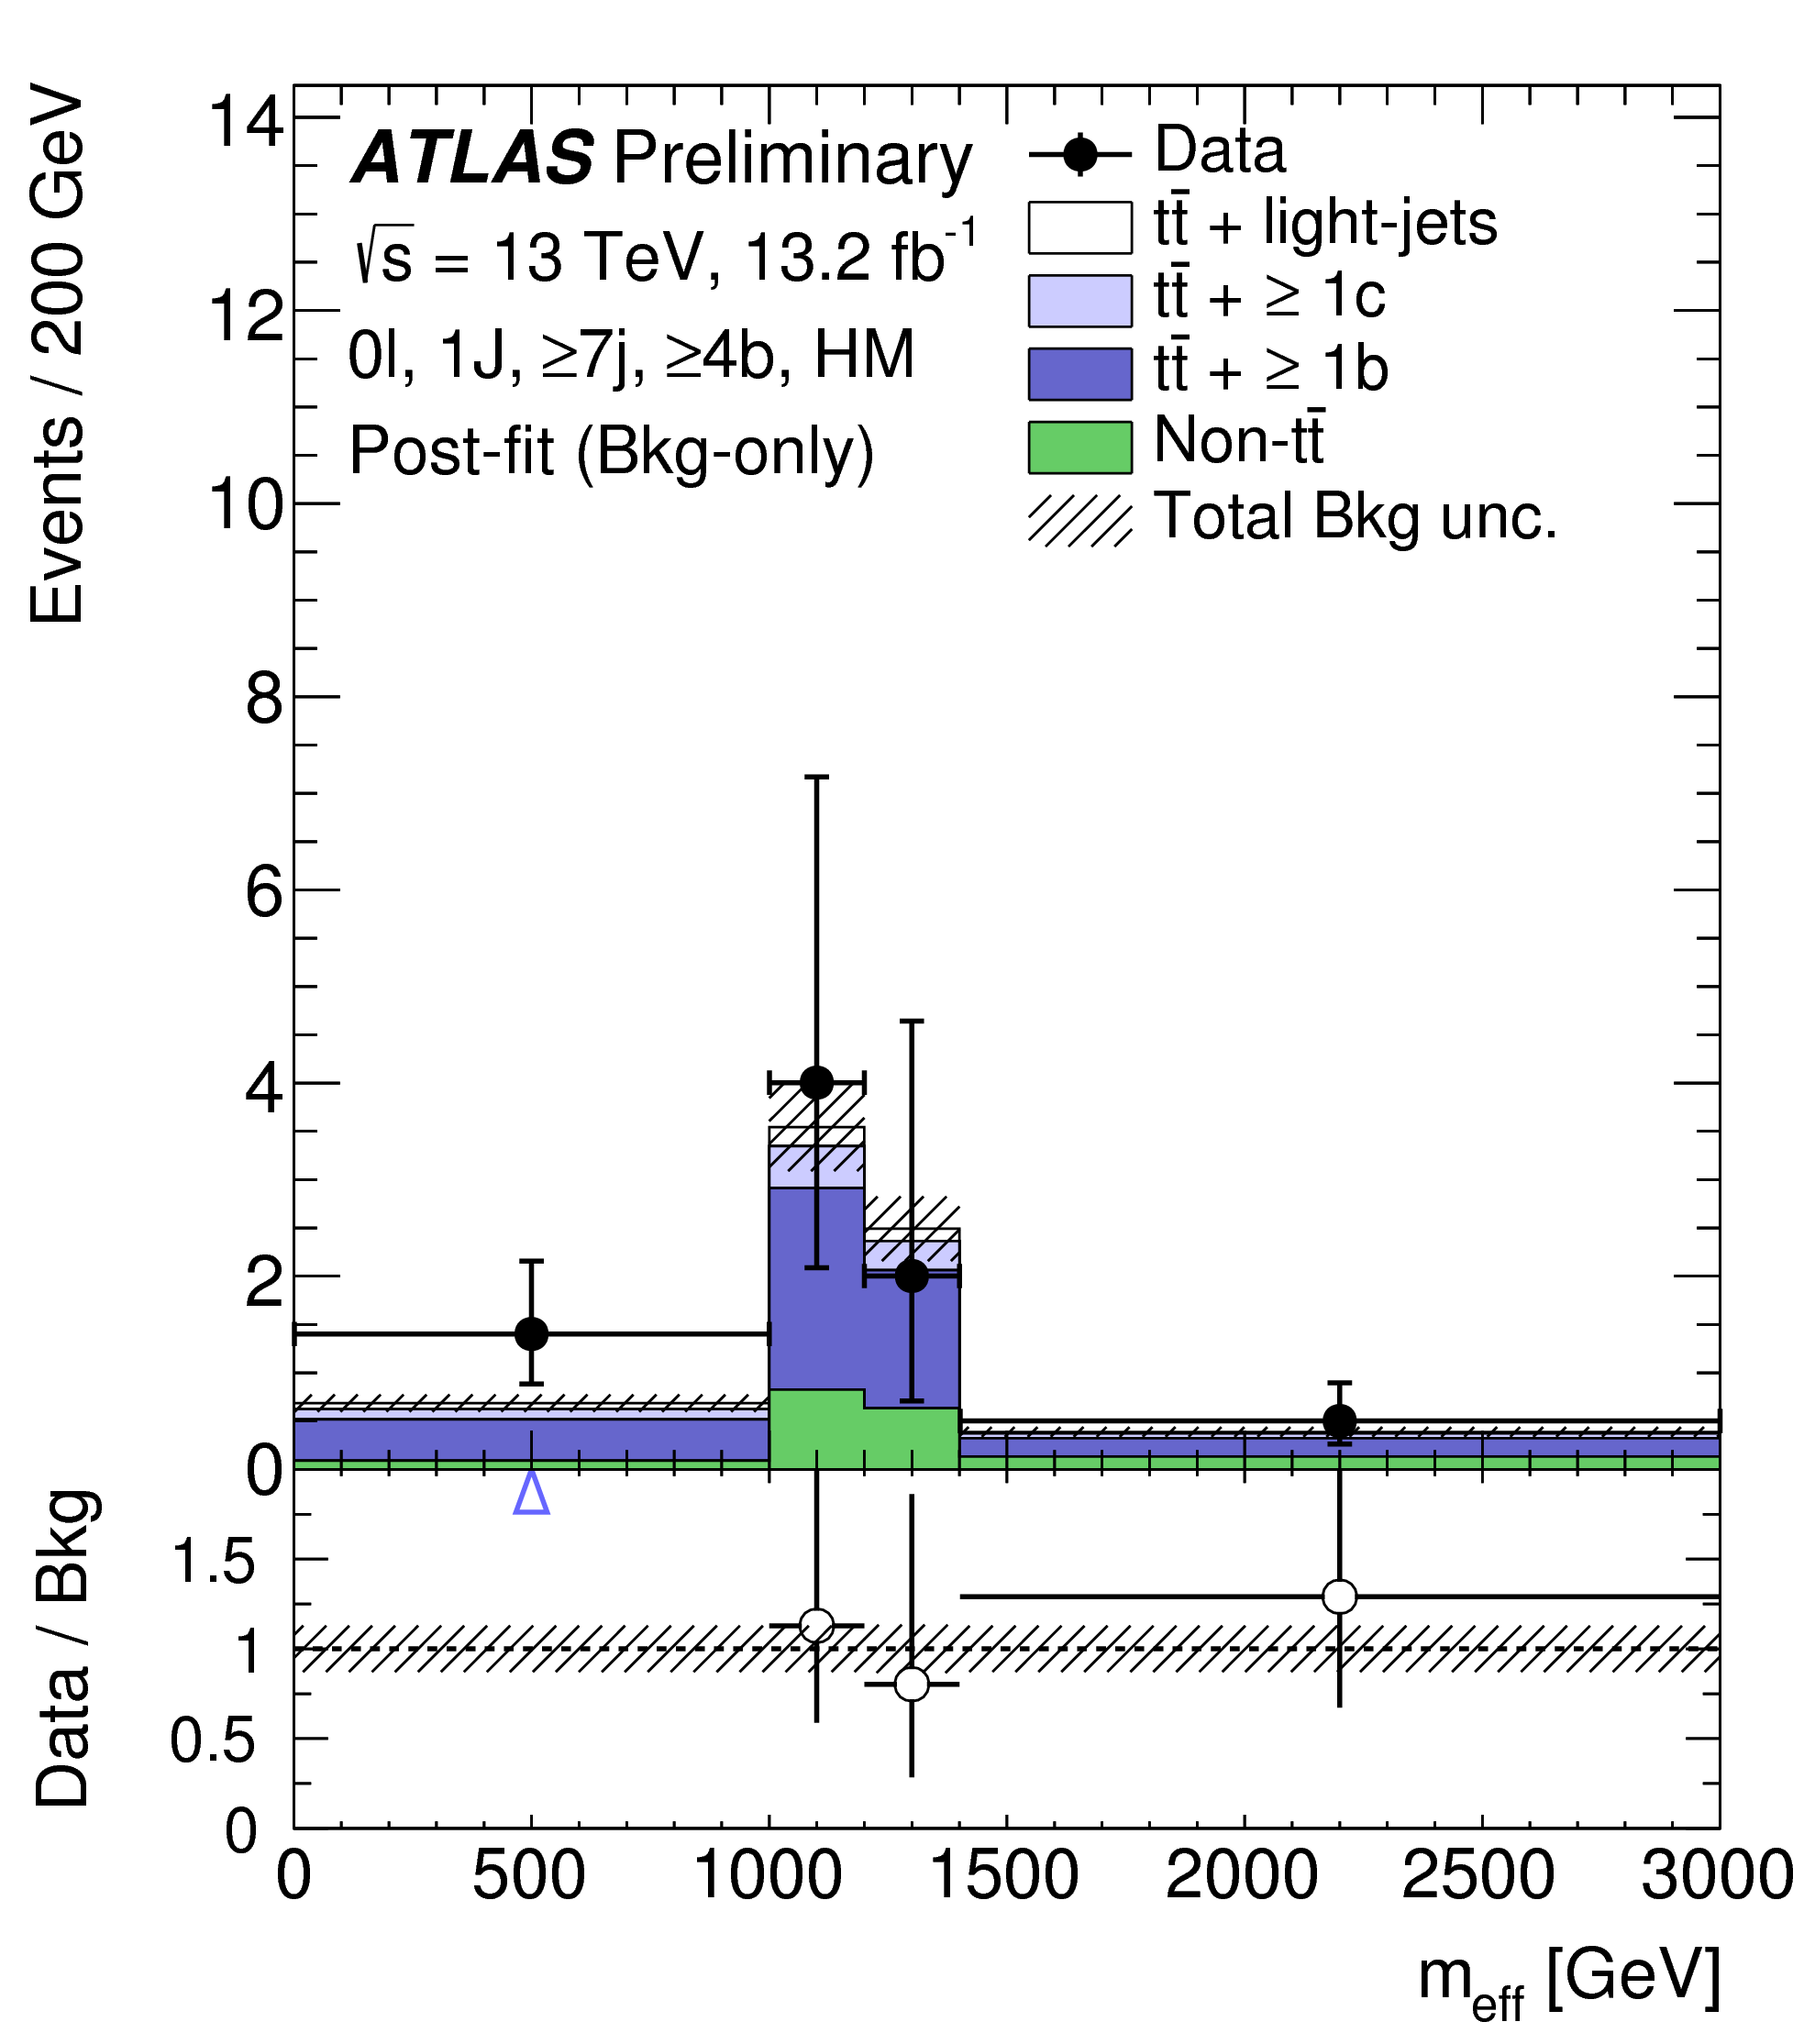 Events / 200 GeV
14
12
10
8
6
4
2
0
ATLAS Preliminary
√s = 13 TeV, 13.2 fb⁻¹
0l, 1J, ≥7j, ≥4b, HM
Post-fit (Bkg-only)
Data
tt̄ + light-jets
tt̄ + ≥ 1c
tt̄ + ≥ 1b
Non-tt̄
Total Bkg unc.
Data / Bkg
1.5
1
0.5
0
0 500 1000 1500 2000 2500 3000
m_eff [GeV]